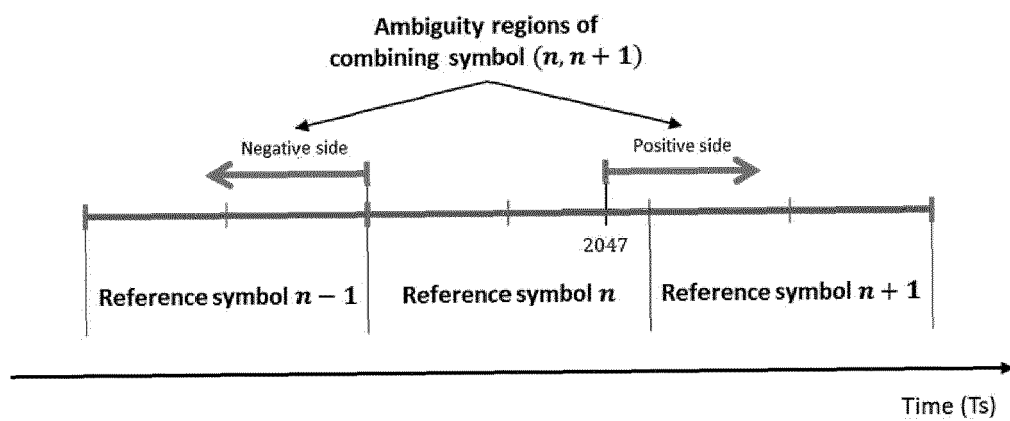 Ambiguity regions of
combining symbol (n, n + 1)
Negative side
Positive side
2047
Reference symbol n − 1
Reference symbol n
Reference symbol n + 1
Time (Ts)